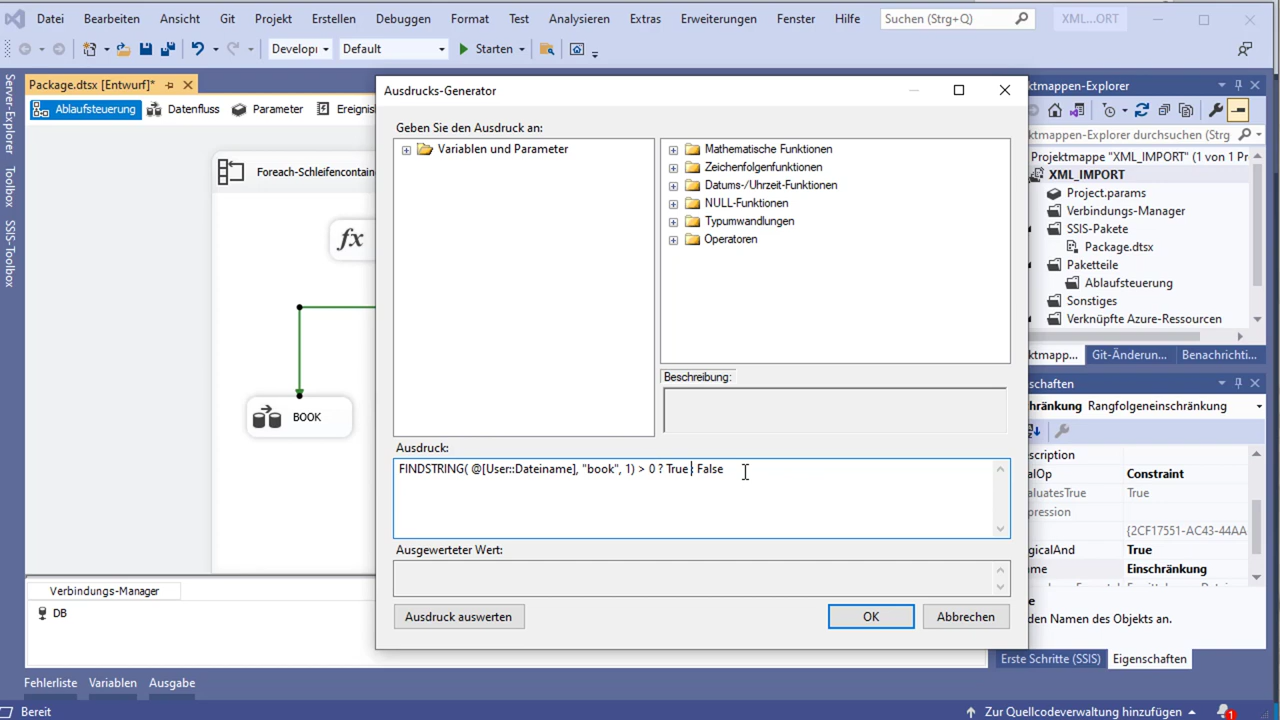 Datei Bearbeiten Ansicht Git Projekt Erstellen Debuggen Format Test Analysieren Extras Erweiterungen Fenster Hilfe Suchen (Strg+Q) XML...ORT
Developi Default Starten
Package.dtsx [Entwurf]*
Ablaufsteuerung Datenfluss Parameter Ereignis
Server-Explorer
Toolbox
SSIS-Toolbox
Foreach-Schleifencontain
fx
BOOK
Verbindungs-Manager
DB
Ausdrucks-Generator
Geben Sie den Ausdruck an:
Variablen und Parameter
Mathematische Funktionen
Zeichenfolgenfunktionen
Datums-/Uhrzeit-Funktionen
NULL-Funktionen
Typumwandlungen
Operatoren
Beschreibung:
Ausdruck:
FINDSTRING( @[User::Dateiname], "book", 1) > 0 ? True : False
Ausgewerteter Wert:
Ausdruck auswerten OK Abbrechen
ktmappen-Explorer
ktmappen-Explorer durchsuchen (Strg
Projektmappe "XML_IMPORT" (1 von 1 Pr
XML_IMPORT
Project.params
Verbindungs-Manager
SSIS-Pakete
Package.dtsx
Paketteile
Ablaufsteuerung
Sonstiges
Verknüpfte Azure-Ressourcen
ktmapp... Git-Änderun... Benachrichti...
schaften
schränkung Rangfolgeneinschränkung
scription
alOp Constraint
aluatesTrue True
pression
{2CF17551-AC43-44AA
gicalAnd True
ame Einschränkung
e
den Namen des Objekts an.
Erste Schritte (SSIS) Eigenschaften
Fehlerliste Variablen Ausgabe
Bereit Zur Quellcodeverwaltung hinzufügen 1